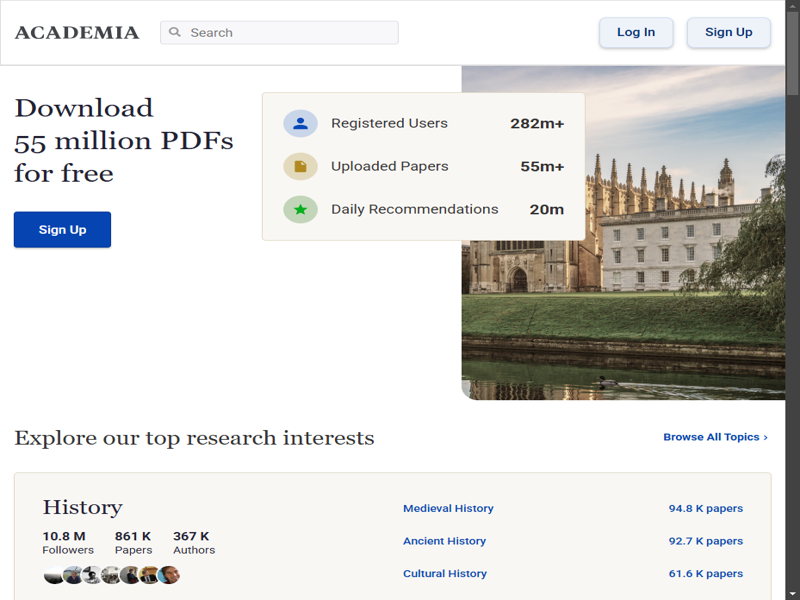 ACADEMIA
Search
Log In
Sign Up
Download
55 million PDFs
for free
Sign Up
Registered Users 282m+
Uploaded Papers 55m+
Daily Recommendations 20m
Explore our top research interests
Browse All Topics ›
History
10.8 M 861 K 367 K
Followers Papers Authors
Medieval History 94.8 K papers
Ancient History 92.7 K papers
Cultural History 61.6 K papers